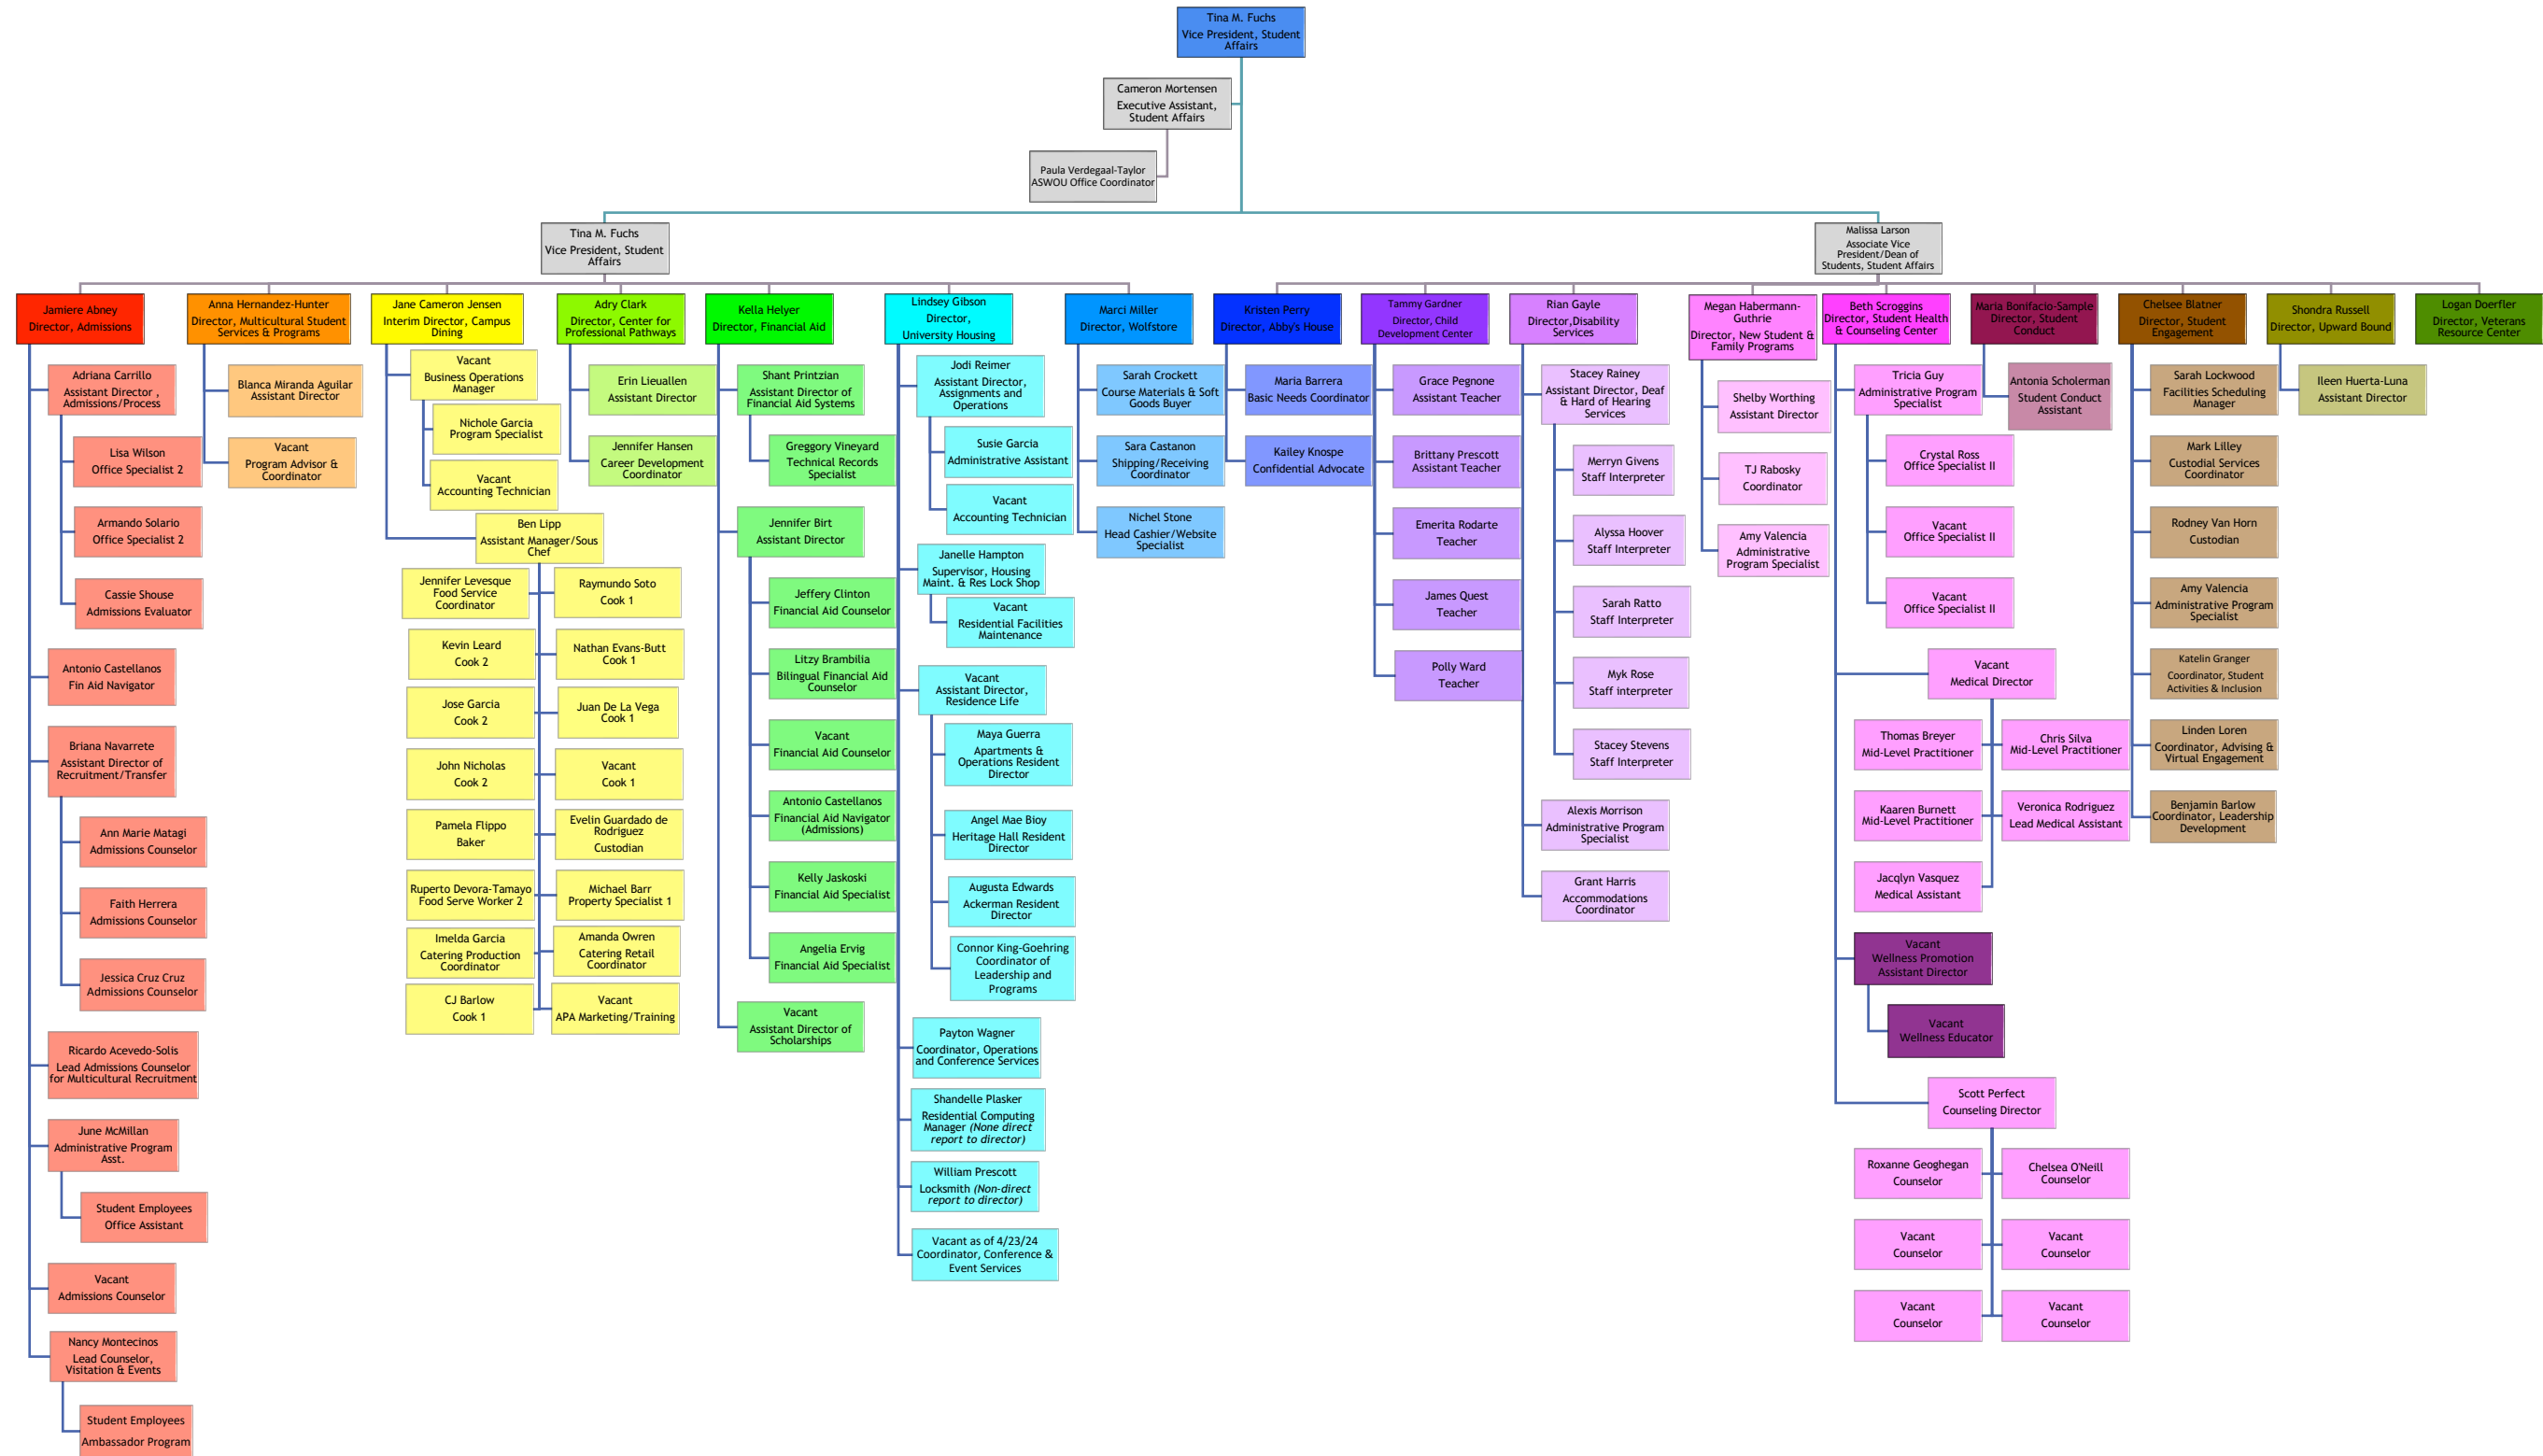 Tina M. Fuchs
Vice President, Student
Affairs
Cameron Mortensen
Executive Assistant,
Student Affairs
Paula Verdegaal-Taylor
ASWOU Office Coordinator
Tina M. Fuchs
Vice President, Student
Affairs
Malissa Larson
Associate Vice
President/Dean of
Students, Student Affairs
Jamiere Abney
Director, Admissions
Adriana Carrillo
Assistant Director ,
Admissions/Process
Lisa Wilson
Office Specialist 2
Armando Solario
Office Specialist 2
Cassie Shouse
Admissions Evaluator
Antonio Castellanos
Fin Aid Navigator
Briana Navarrete
Assistant Director of
Recruitment/Transfer
Ann Marie Matagi
Admissions Counselor
Faith Herrera
Admissions Counselor
Jessica Cruz Cruz
Admissions Counselor
Ricardo Acevedo-Solis
Lead Admissions Counselor
for Multicultural Recruitment
June McMillan
Administrative Program
Asst.
Student Employees
Office Assistant
Vacant
Admissions Counselor
Nancy Montecinos
Lead Counselor,
Visitation & Events
Student Employees
Ambassador Program
Anna Hernandez-Hunter
Director, Multicultural Student
Services & Programs
Blanca Miranda Aguilar
Assistant Director
Vacant
Program Advisor &
Coordinator
Jane Cameron Jensen
Interim Director, Campus
Dining
Vacant
Business Operations
Manager
Nichole Garcia
Program Specialist
Vacant
Accounting Technician
Ben Lipp
Assistant Manager/Sous
Chef
Jennifer Levesque
Food Service
Coordinator
Raymundo Soto
Cook 1
Kevin Leard
Cook 2
Nathan Evans-Butt
Cook 1
Jose Garcia
Cook 2
Juan De La Vega
Cook 1
John Nicholas
Cook 2
Vacant
Cook 1
Pamela Flippo
Baker
Evelin Guardado de
Rodriguez
Custodian
Ruperto Devora-Tamayo
Food Serve Worker 2
Michael Barr
Property Specialist 1
Imelda Garcia
Catering Production
Coordinator
Amanda Owren
Catering Retail
Coordinator
CJ Barlow
Cook 1
Vacant
APA Marketing/Training
Adry Clark
Director, Center for
Professional Pathways
Erin Lieuallen
Assistant Director
Jennifer Hansen
Career Development
Coordinator
Kella Helyer
Director, Financial Aid
Shant Printzian
Assistant Director of
Financial Aid Systems
Greggory Vineyard
Technical Records
Specialist
Jennifer Birt
Assistant Director
Jeffery Clinton
Financial Aid Counselor
Litzy Brambilia
Bilingual Financial Aid
Counselor
Vacant
Financial Aid Counselor
Antonio Castellanos
Financial Aid Navigator
(Admissions)
Kelly Jaskoski
Financial Aid Specialist
Angelia Ervig
Financial Aid Specialist
Vacant
Assistant Director of
Scholarships
Lindsey Gibson
Director,
University Housing
Jodi Reimer
Assistant Director,
Assignments and
Operations
Susie Garcia
Administrative Assistant
Vacant
Accounting Technician
Janelle Hampton
Supervisor, Housing
Maint. & Res Lock Shop
Vacant
Residential Facilities
Maintenance
Vacant
Assistant Director,
Residence Life
Maya Guerra
Apartments &
Operations Resident
Director
Angel Mae Bioy
Heritage Hall Resident
Director
Augusta Edwards
Ackerman Resident
Director
Connor King-Goehring
Coordinator of
Leadership and
Programs
Payton Wagner
Coordinator, Operations
and Conference Services
Shandelle Plasker
Residential Computing
Manager (None direct
report to director)
William Prescott
Locksmith (Non-direct
report to director)
Vacant as of 4/23/24
Coordinator, Conference &
Event Services
Marci Miller
Director, Wolfstore
Sarah Crockett
Course Materials & Soft
Goods Buyer
Sara Castanon
Shipping/Receiving
Coordinator
Nichel Stone
Head Cashier/Website
Specialist
Kristen Perry
Director, Abby's House
Maria Barrera
Basic Needs Coordinator
Kailey Knospe
Confidential Advocate
Tammy Gardner
Director, Child
Development Center
Grace Pegnone
Assistant Teacher
Brittany Prescott
Assistant Teacher
Emerita Rodarte
Teacher
James Quest
Teacher
Polly Ward
Teacher
Rian Gayle
Director,Disability
Services
Stacey Rainey
Assistant Director, Deaf
& Hard of Hearing
Services
Merryn Givens
Staff Interpreter
Alyssa Hoover
Staff Interpreter
Sarah Ratto
Staff Interpreter
Myk Rose
Staff interpreter
Stacey Stevens
Staff Interpreter
Alexis Morrison
Administrative Program
Specialist
Grant Harris
Accommodations
Coordinator
Megan Habermann-
Guthrie
Director, New Student &
Family Programs
Shelby Worthing
Assistant Director
TJ Rabosky
Coordinator
Amy Valencia
Administrative
Program Specialist
Beth Scroggins
Director, Student Health
& Counseling Center
Tricia Guy
Administrative Program
Specialist
Crystal Ross
Office Specialist II
Vacant
Office Specialist II
Vacant
Office Specialist II
Vacant
Medical Director
Thomas Breyer
Mid-Level Practitioner
Chris Silva
Mid-Level Practitioner
Kaaren Burnett
Mid-Level Practitioner
Veronica Rodriguez
Lead Medical Assistant
Jacqlyn Vasquez
Medical Assistant
Vacant
Wellness Promotion
Assistant Director
Vacant
Wellness Educator
Scott Perfect
Counseling Director
Roxanne Geoghegan
Counselor
Chelsea O'Neill
Counselor
Vacant
Counselor
Vacant
Counselor
Vacant
Counselor
Vacant
Counselor
Maria Bonifacio-Sample
Director, Student
Conduct
Antonia Scholerman
Student Conduct
Assistant
Chelsee Blatner
Director, Student
Engagement
Sarah Lockwood
Facilities Scheduling
Manager
Mark Lilley
Custodial Services
Coordinator
Rodney Van Horn
Custodian
Amy Valencia
Administrative Program
Specialist
Katelin Granger
Coordinator, Student
Activities & Inclusion
Linden Loren
Coordinator, Advising &
Virtual Engagement
Benjamin Barlow
Coordinator, Leadership
Development
Shondra Russell
Director, Upward Bound
Ileen Huerta-Luna
Assistant Director
Logan Doerfler
Director, Veterans
Resource Center